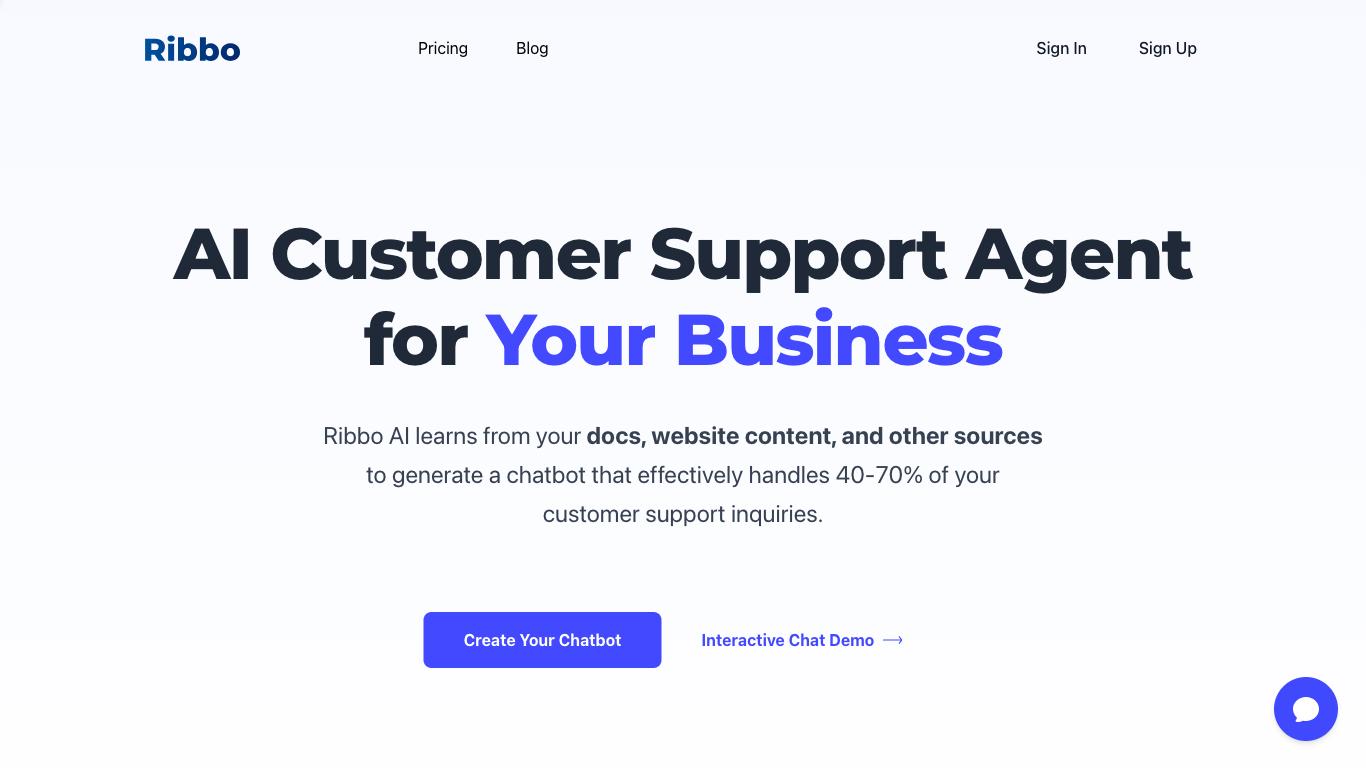 Ribbo
Pricing
Blog
Sign In
Sign Up
AI Customer Support Agent
for Your Business
Ribbo AI learns from your docs, website content, and other sources
to generate a chatbot that effectively handles 40-70% of your
customer support inquiries.
Create Your Chatbot
Interactive Chat Demo